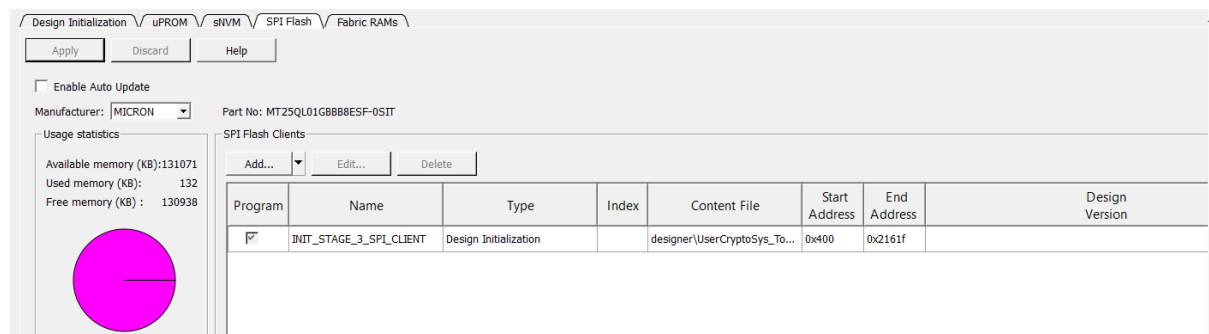 Design Initialization uPROM sNVM SPI Flash Fabric RAMs
Apply Discard Help
Enable Auto Update
Manufacturer: MICRON Part No: MT25QL01GBBB8ESF-0SIT
Usage statistics SPI Flash Clients
Available memory (KB):131071 Add... Edit... Delete
Used memory (KB): 132
Free memory (KB) : 130938
Program Name Type Index Content File Start Address End Address Design Version
INIT_STAGE_3_SPI_CLIENT Design Initialization designer\UserCryptoSys_To... 0x400 0x2161f